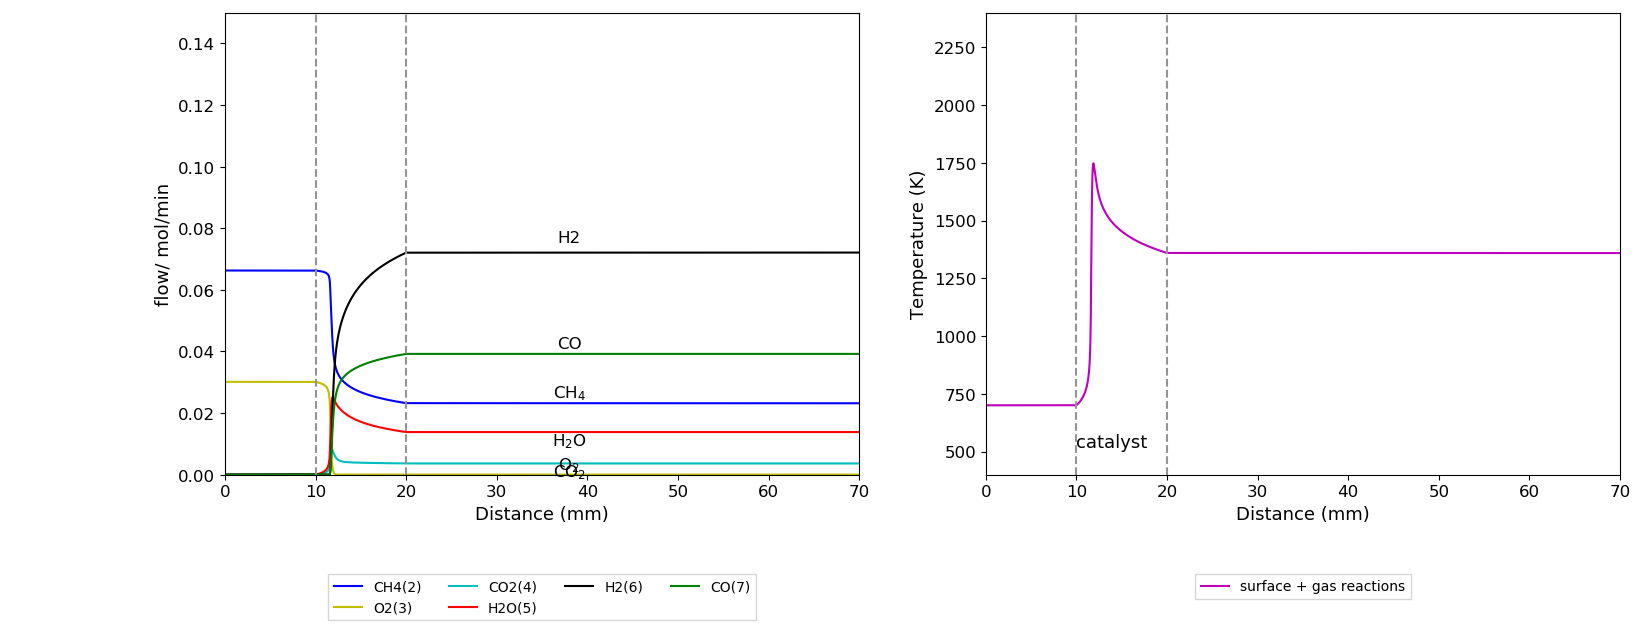 0.14
0.12
0.10
0.08
0.06
0.04
0.02
0.00
flow/ mol/min
H2
CO
CH4
H2O
O2
CO2
0 10 20 30 40 50 60 70
Distance (mm)
CH4(2) CO2(4) H2(6) CO(7)
O2(3) H2O(5)
2250
2000
1750
1500
1250
1000
750
500
Temperature (K)
catalyst
0 10 20 30 40 50 60 70
Distance (mm)
surface + gas reactions